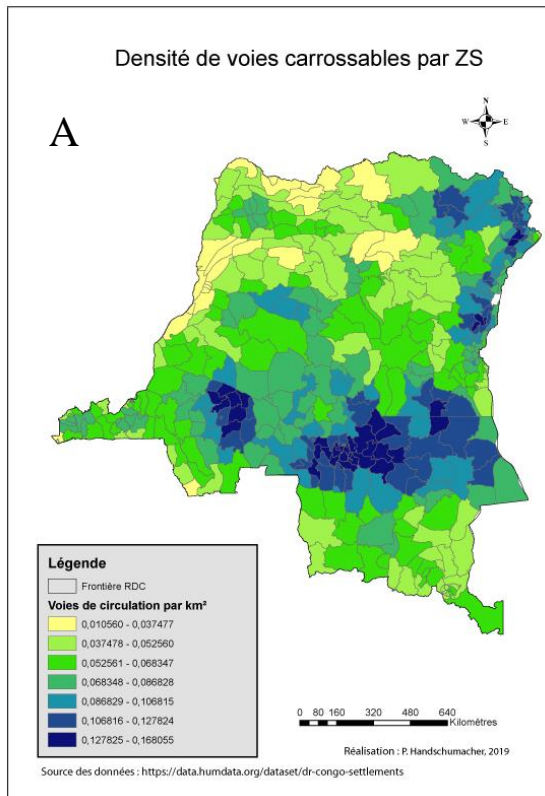 Densité de voies carrossables par ZS
A
N
W E
S
Légende
Frontière RDC
Voies de circulation par km²
0,010560 - 0,037477
0,037478 - 0,052560
0,052561 - 0,068347
0,068348 - 0,086828
0,086829 - 0,106815
0,106816 - 0,127824
0,127825 - 0,168055
0 80 160 320 480 640
Kilomètres
Réalisation : P. Handschumacher, 2019
Source des données : https://data.humdata.org/dataset/dr-congo-settlements